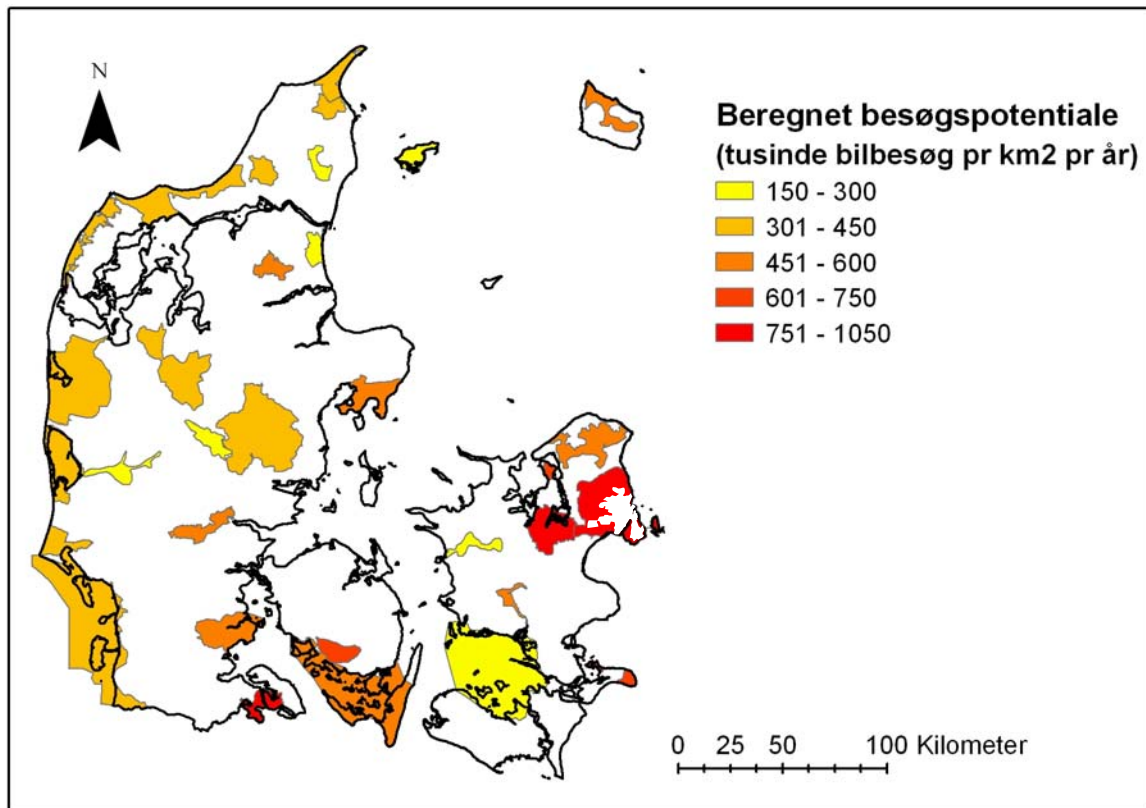 N
Beregnet besøgspotentiale
(tusinde bilbesøg pr km2 pr år)
150 - 300
301 - 450
451 - 600
601 - 750
751 - 1050
0 25 50 100 Kilometer